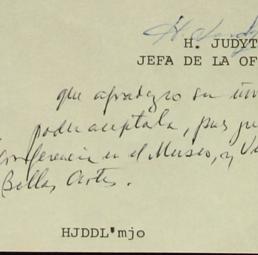 H. JUDYT
JEFA DE LA OF
que agradezco su
poder aceptarla, pues
conferencia en el Museo, y
Bellas Artes.
HJDDL'mjo